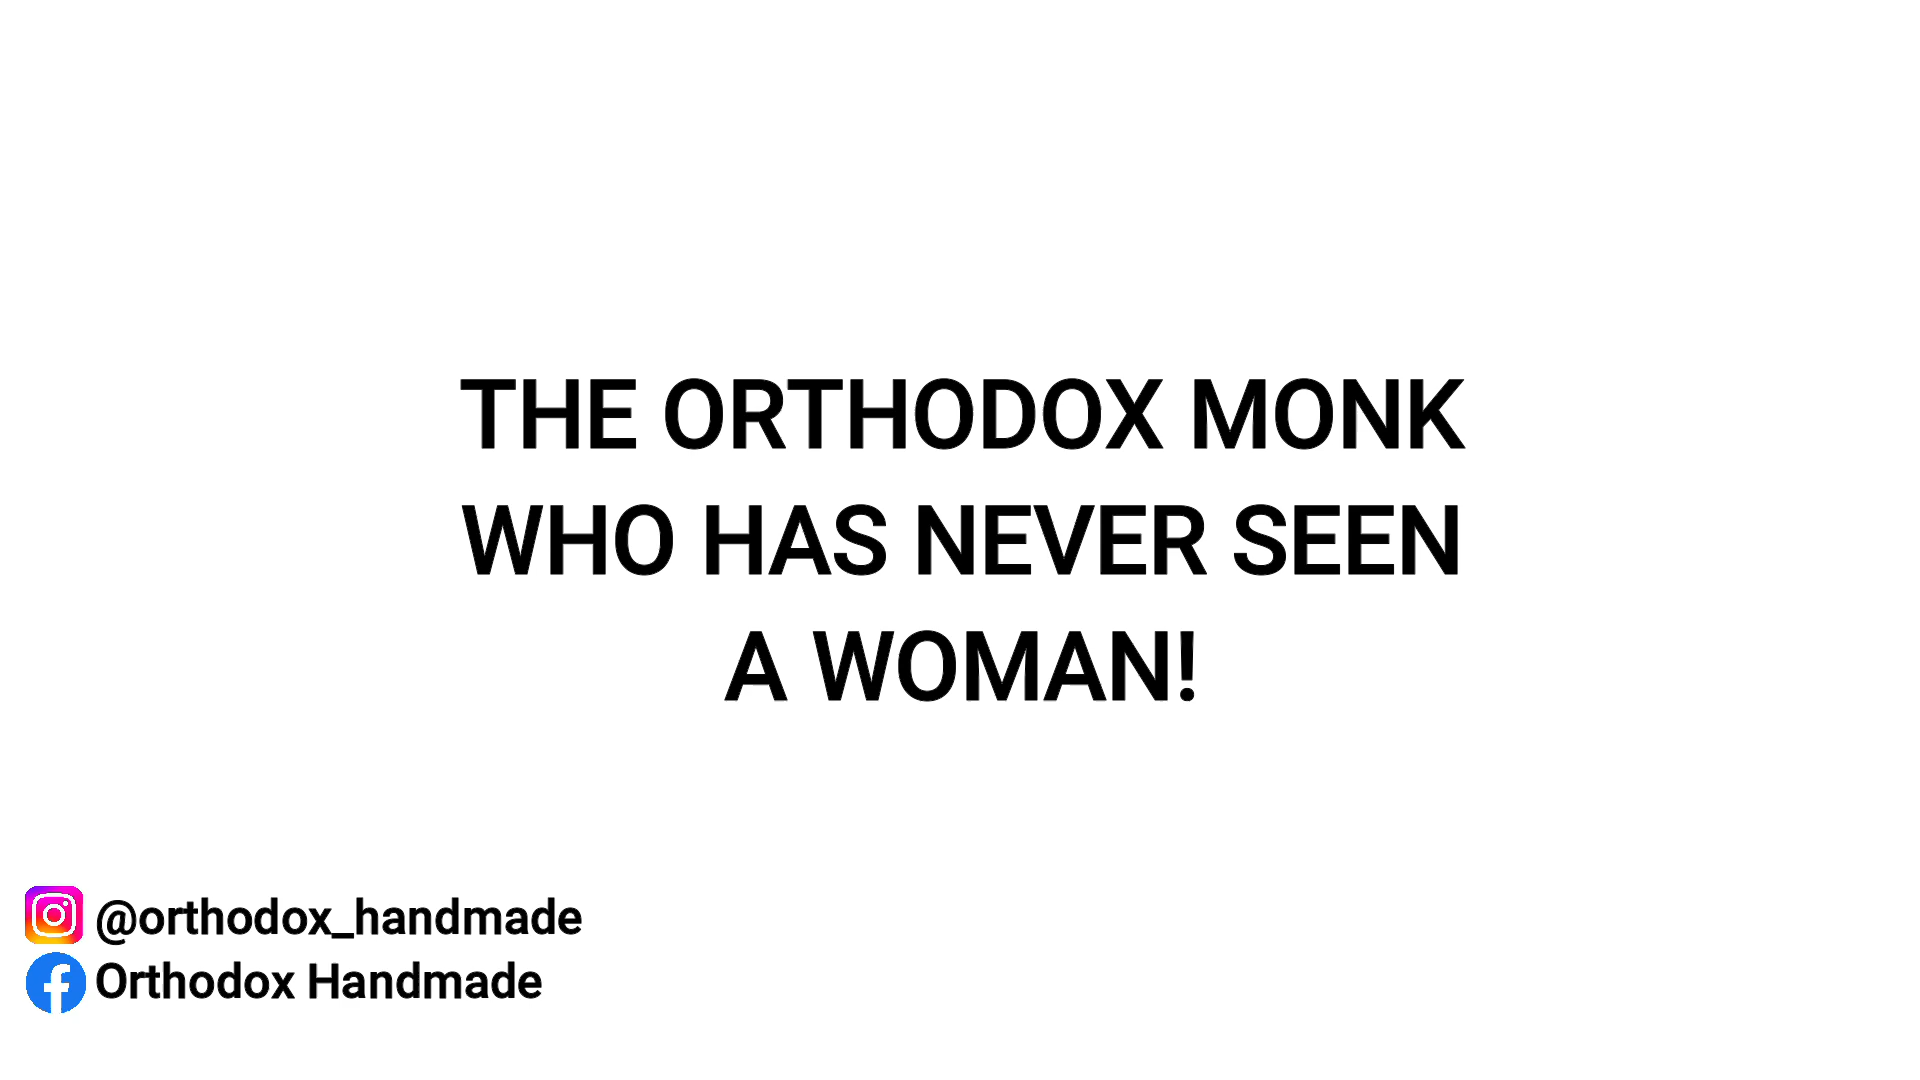 THE ORTHODOX MONK
WHO HAS NEVER SEEN
A WOMAN!
@orthodox_handmade
Orthodox Handmade